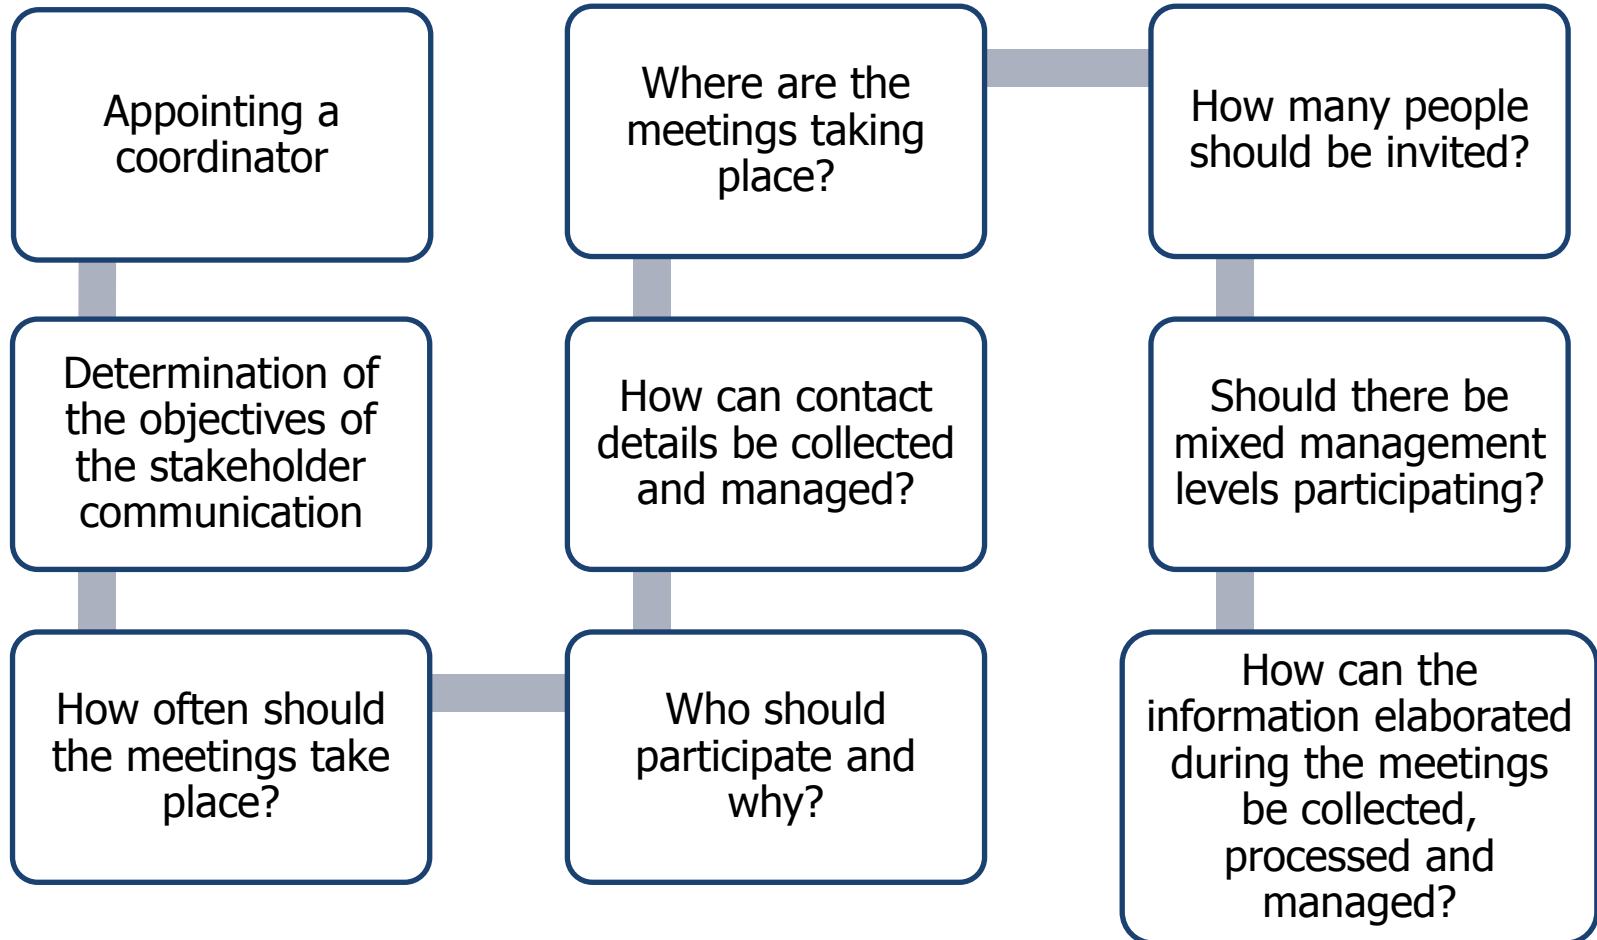 Appointing a
coordinator
Determination of
the objectives of
the stakeholder
communication
How often should
the meetings take
place?
Who should
participate and
why?
How can contact
details be collected
and managed?
Where are the
meetings taking
place?
How many people
should be invited?
Should there be
mixed management
levels participating?
How can the
information elaborated
during the meetings
be collected,
processed and
managed?